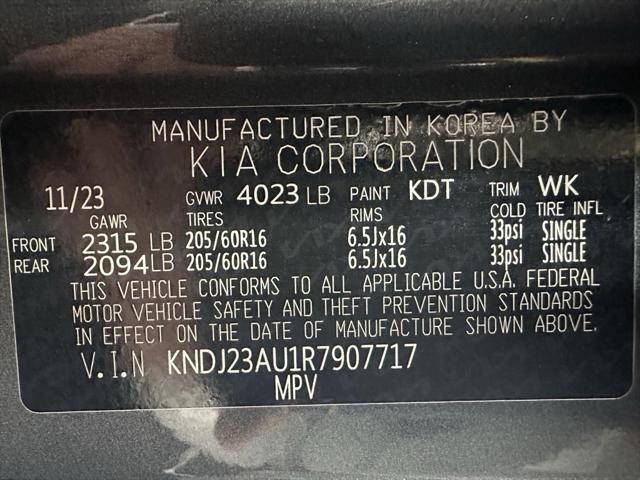 MANUFACTURED IN KOREA BY
KIA CORPORATION
11/23 GVWR 4023 LB PAINT KDT TRIM WK
GAWR TIRES RIMS COLD TIRE INFL
FRONT 2315 LB 205/60R16 6.5Jx16 33psi SINGLE
REAR 2094 LB 205/60R16 6.5Jx16 33psi SINGLE
THIS VEHICLE CONFORMS TO ALL APPLICABLE U.S.A. FEDERAL
MOTOR VEHICLE SAFETY AND THEFT PREVENTION STANDARDS
IN EFFECT ON THE DATE OF MANUFACTURE SHOWN ABOVE.
V.I.N KNDJ23AU1R7907717
MPV